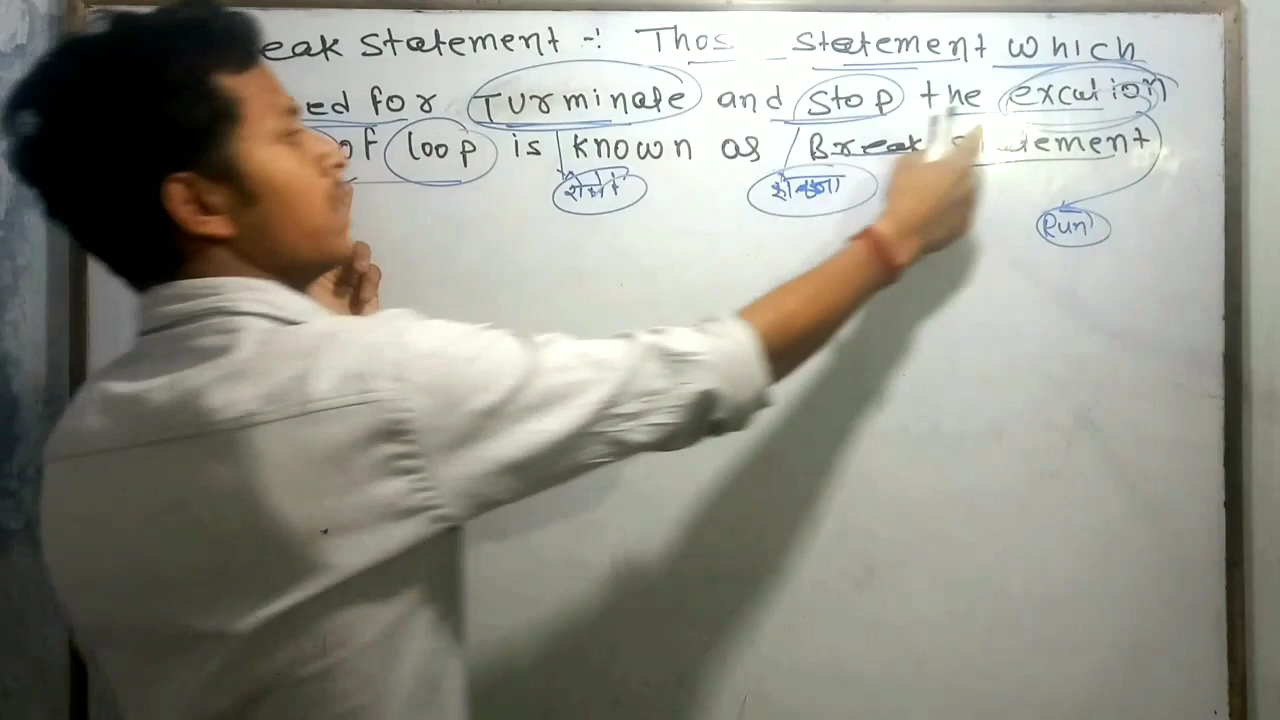 eak statement :- Thos statement which
ed for Turminate and stop the excution
of loop is known as Break tement
रोकना
Run